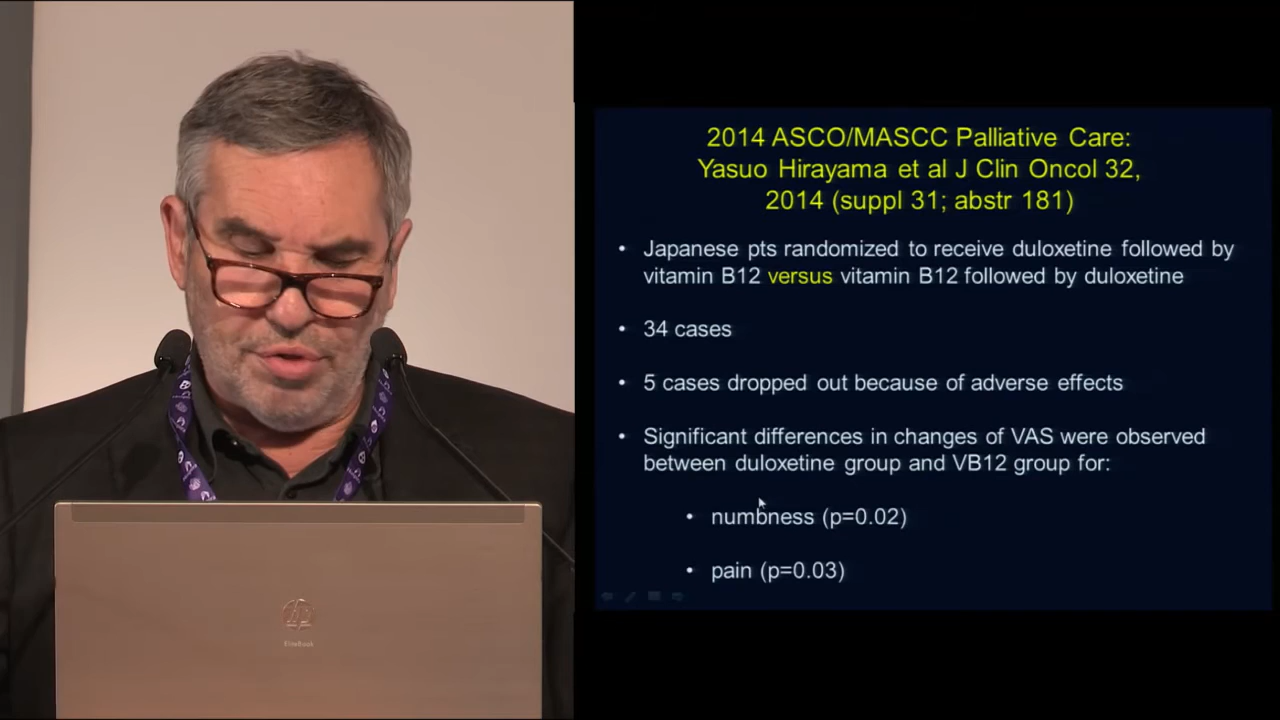 2014 ASCO/MASCC Palliative Care:
Yasuo Hirayama et al J Clin Oncol 32,
2014 (suppl 31; abstr 181)
• Japanese pts randomized to receive duloxetine followed by
vitamin B12 versus vitamin B12 followed by duloxetine
• 34 cases
• 5 cases dropped out because of adverse effects
• Significant differences in changes of VAS were observed
between duloxetine group and VB12 group for:
• numbness (p=0.02)
• pain (p=0.03)
hp
EliteBook